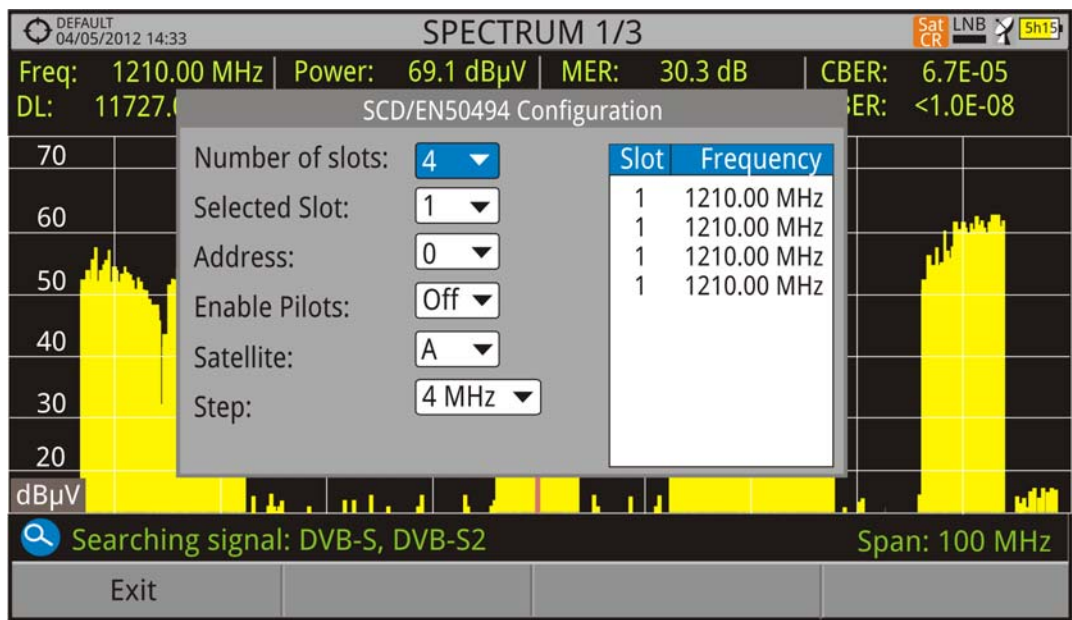 DEFAULT
04/05/2012 14:33
SPECTRUM 1/3
Sat CR
LNB
5h15
Freq: 1210.00 MHz Power: 69.1 dBµV MER: 30.3 dB CBER: 6.7E-05
DL: 11727. BER: <1.0E-08
SCD/EN50494 Configuration
Number of slots: 4
Selected Slot: 1
Address: 0
Enable Pilots: Off
Satellite: A
Step: 4 MHz
Slot Frequency
1 1210.00 MHz
1 1210.00 MHz
1 1210.00 MHz
1 1210.00 MHz
70
60
50
40
30
20
dBµV
Searching signal: DVB-S, DVB-S2
Span: 100 MHz
Exit